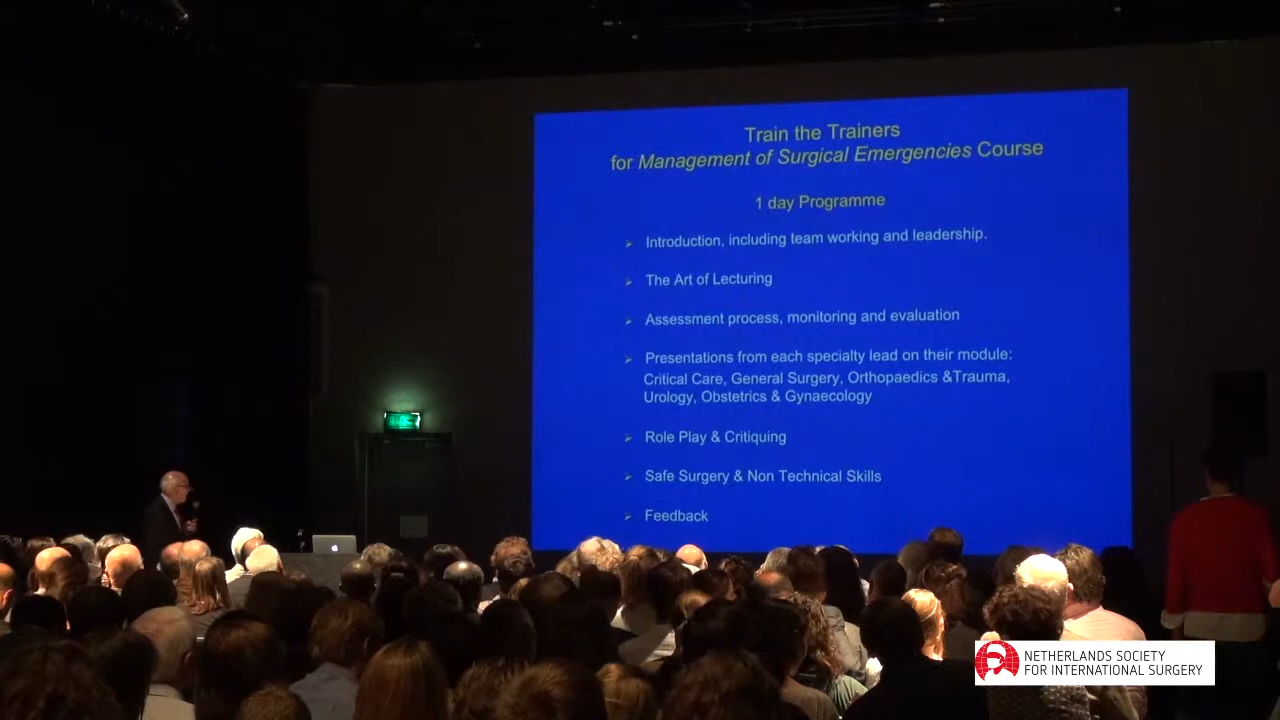 Train the Trainers
for Management of Surgical Emergencies Course
1 day Programme
Introduction, including team working and leadership.
The Art of Lecturing
Assessment process, monitoring and evaluation
Presentations from each specialty lead on their module:
Critical Care, General Surgery, Orthopaedics &Trauma,
Urology, Obstetrics & Gynaecology
Role Play & Critiquing
Safe Surgery & Non Technical Skills
Feedback
NETHERLANDS SOCIETY
FOR INTERNATIONAL SURGERY